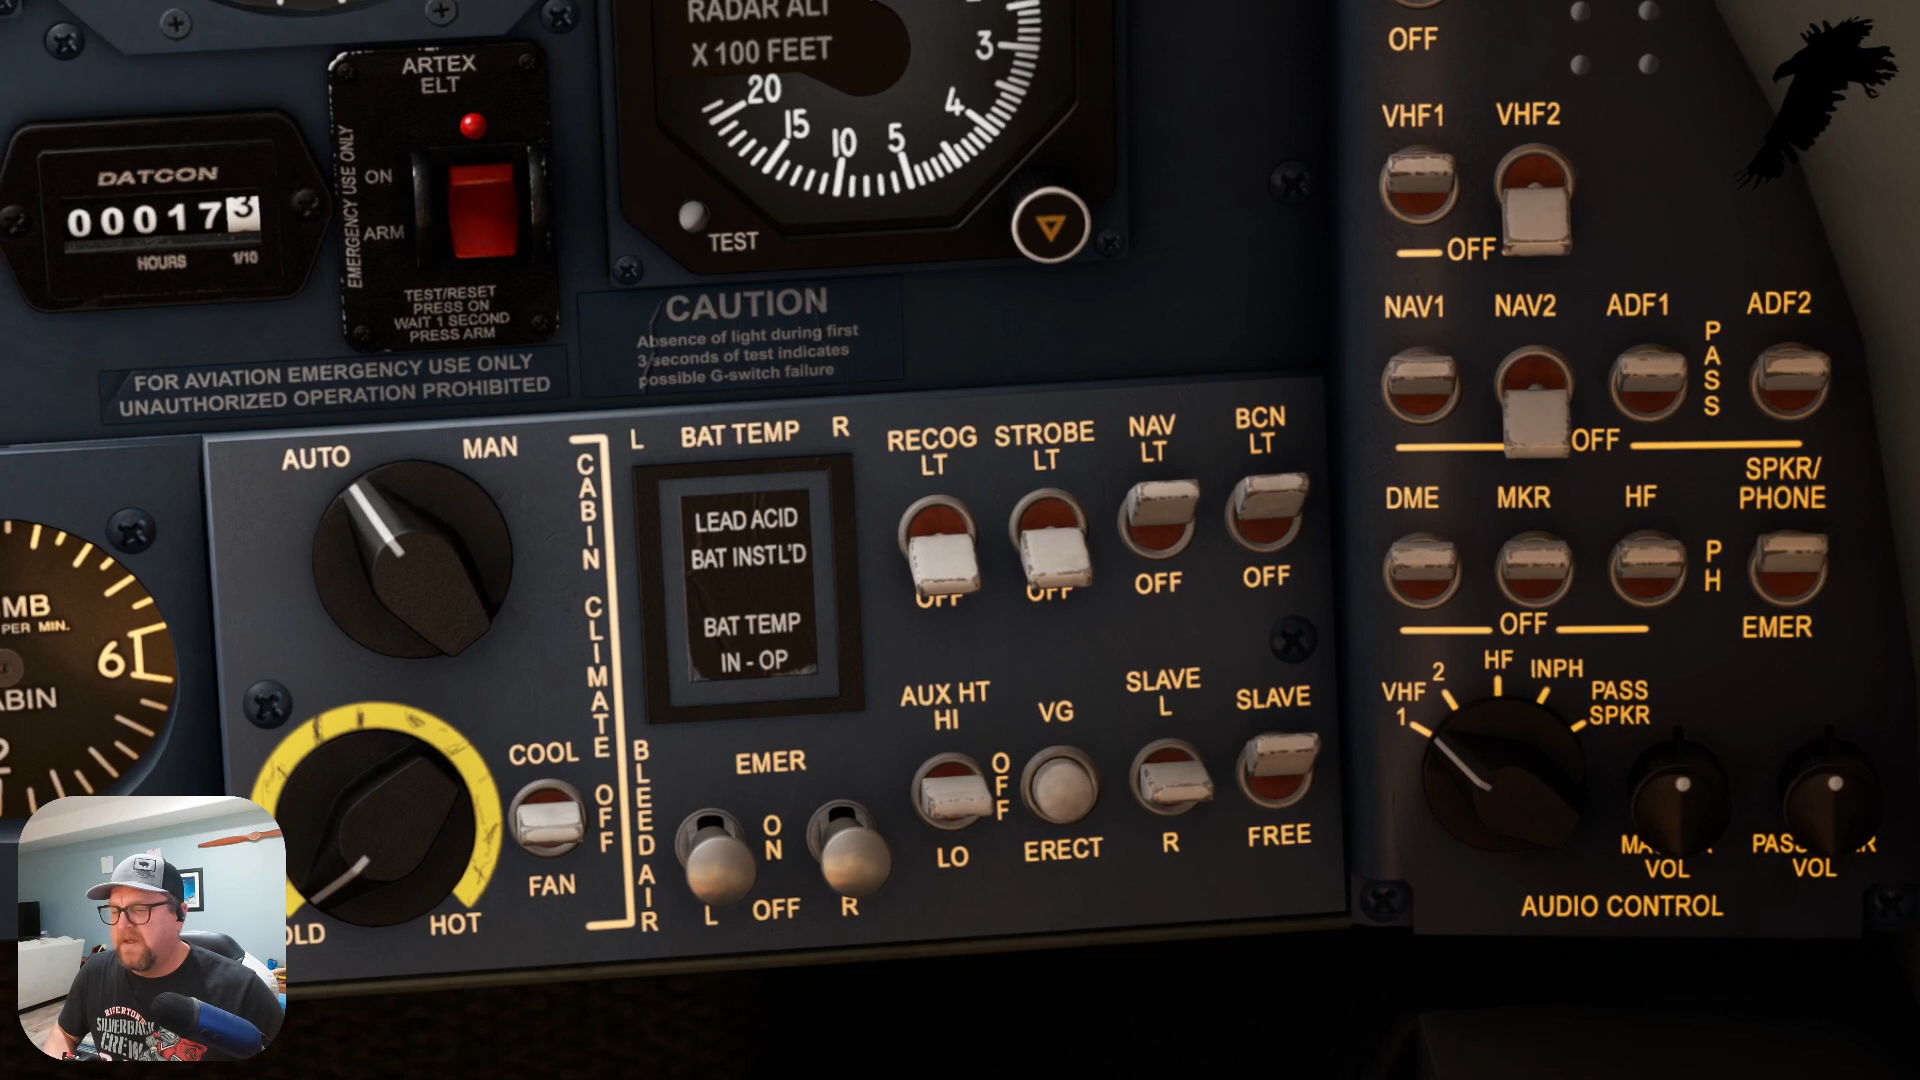 RADAR ALT
X 100 FEET
3
4
5
10
15
20
TEST
ARTEX
ELT
EMERGENCY USE ONLY
ON
ARM
TEST/RESET
PRESS ON
WAIT 1 SECOND
PRESS ARM
DATCON
000173
HOURS 1/10
FOR AVIATION EMERGENCY USE ONLY
UNAUTHORIZED OPERATION PROHIBITED
CAUTION
Absence of light during first
3 seconds of test indicates
possible G-switch failure
PER MIN.
6
AUTO MAN
CABIN CLIMATE
COOL
OFF
FAN
HOT
L BAT TEMP R
LEAD ACID
BAT INSTL'D
BAT TEMP
IN - OP
BLEED AIR
EMER
ON
L OFF R
RECOG
LT
OFF
STROBE
LT
OFF
NAV
LT
OFF
BCN
LT
OFF
AUX HT
HI
OFF
LO
VG
ERECT
SLAVE
L
R
SLAVE
FREE
OFF
VHF1 VHF2
OFF
NAV1 NAV2 ADF1 PASS ADF2
OFF
DME MKR HF PH SPKR/
PHONE
OFF
EMER
VHF 1 2 HF INPH PASS
SPKR
VOL
VOL
AUDIO CONTROL
RIVERTON
SILVERBACK
CREW